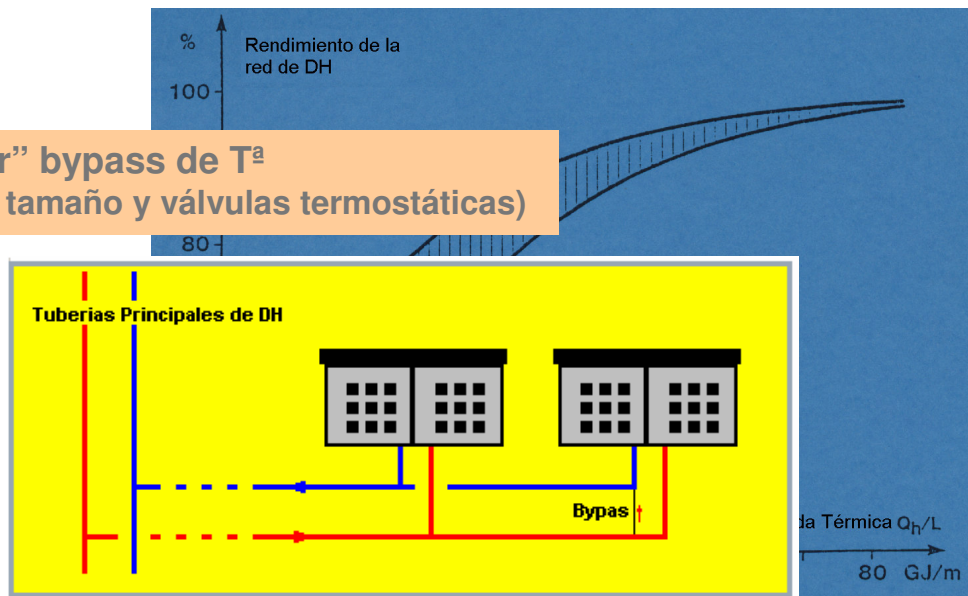 %
Rendimiento de la
red de DH
100
r” bypass de Tª
tamaño y válvulas termostáticas)
80
Tuberias Principales de DH
Bypas
da Térmica Qh/L
80 GJ/m